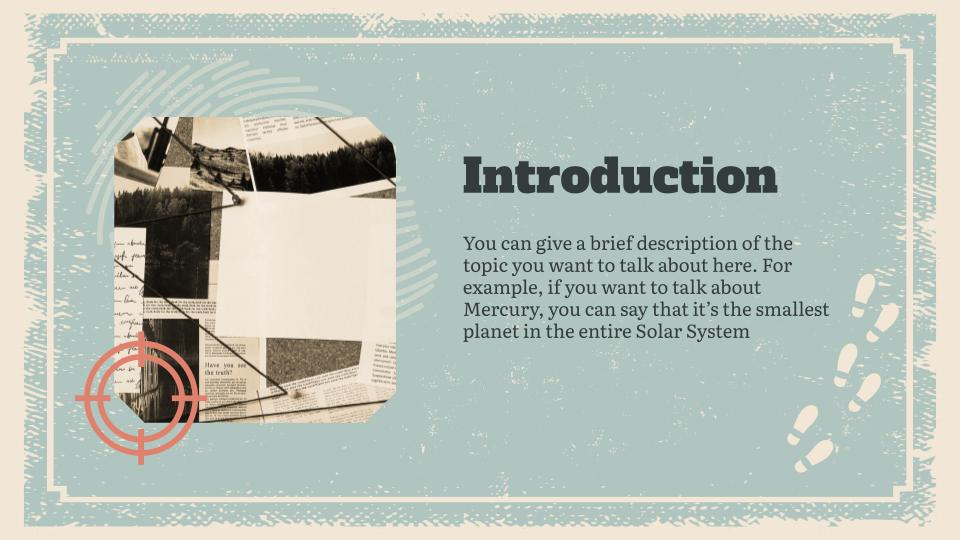 Introduction
You can give a brief description of the
topic you want to talk about here. For
example, if you want to talk about
Mercury, you can say that it’s the smallest
planet in the entire Solar System
Have you see
the truth?